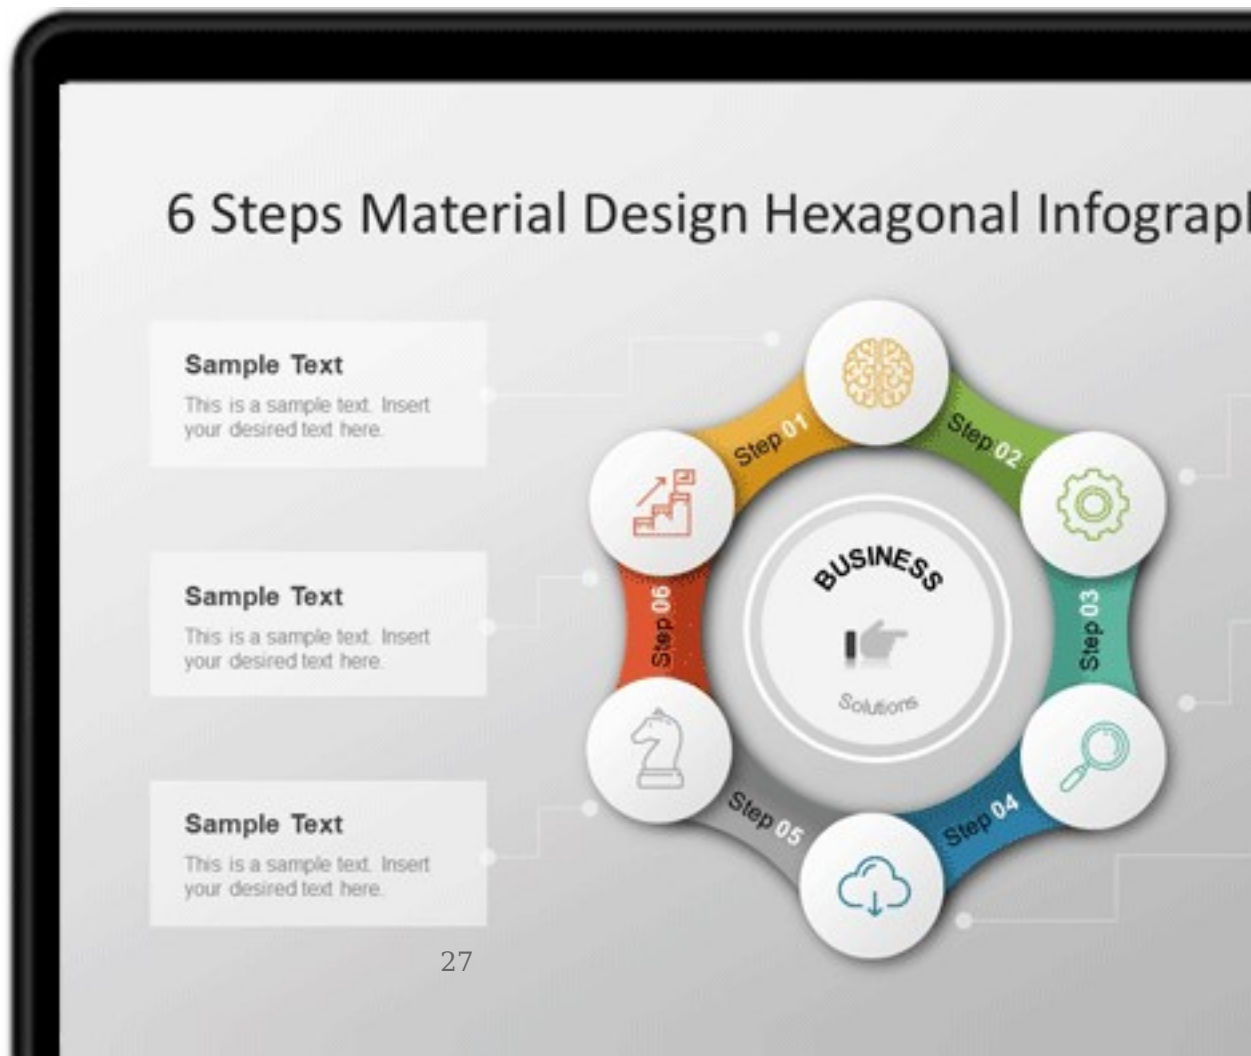 6 Steps Material Design Hexagonal Infograph
Sample Text
This is a sample text. Insert
your desired text here.
Sample Text
This is a sample text. Insert
your desired text here.
Sample Text
This is a sample text. Insert
your desired text here.
Step 01
Step 02
Step 03
Step 04
Step 05
Step 06
BUSINESS
Solutions
27